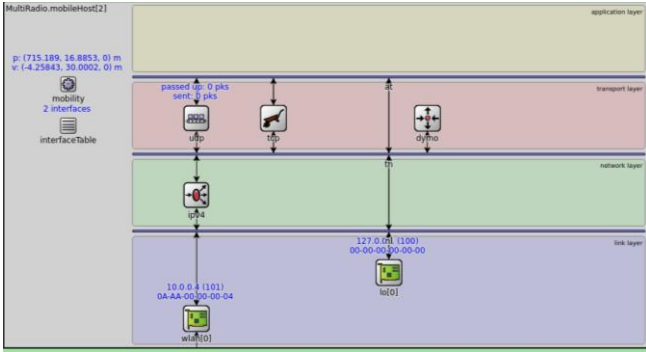 MultiRadio.mobileHost[2]
application layer
p: (715.189, 16.8853, 0) m
v: (-4.25843, 30.0002, 0) m
mobility
2 interfaces
interfaceTable
passed up: 0 pks
sent: 0 pks
at
transport layer
udp
tcp
dymo
tn
network layer
ipv4
link layer
127.0.0.1 (100)
nl
00-00-00-00-00-00
lo[0]
10.0.0.4 (101)
0A-AA-00-00-00-04
wlan[0]